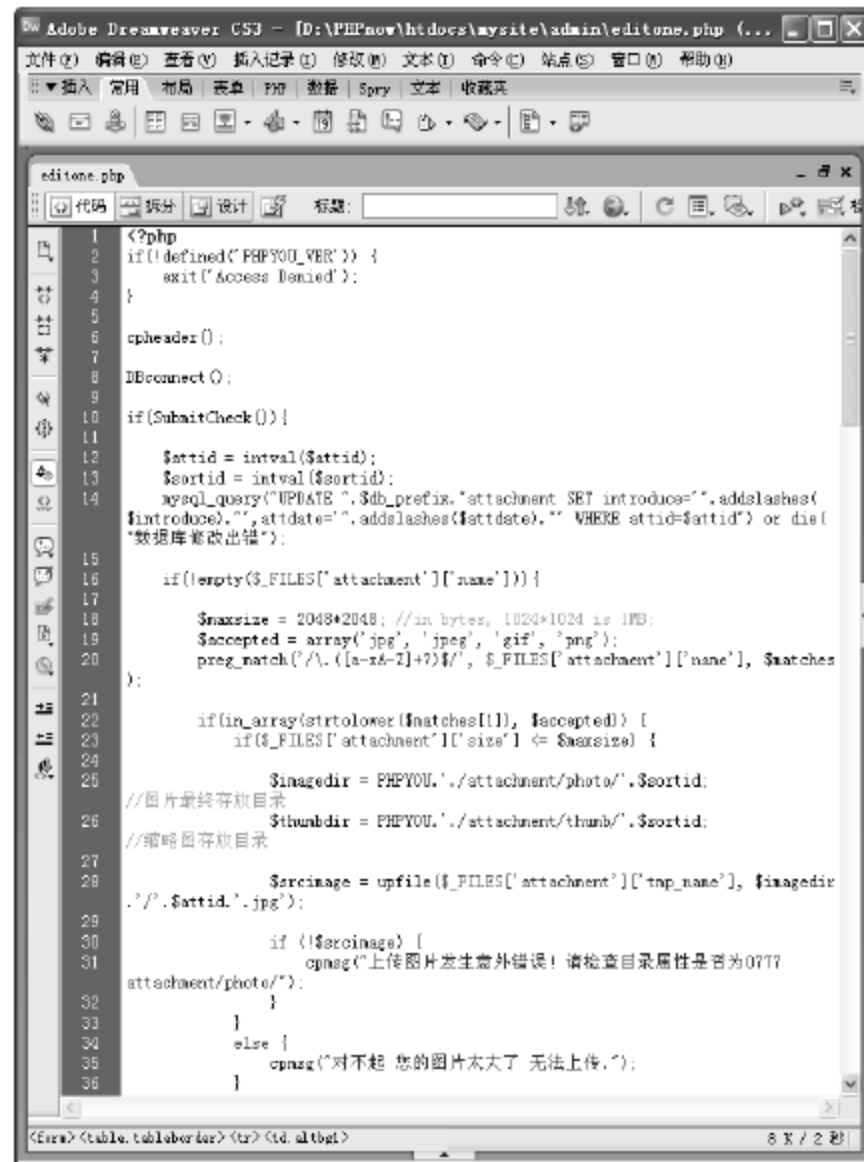 Adobe Dreamweaver CS3 - [D:\PHPnow\htdocs\mysite\admin\editone.php (...
文件(F) 编辑(E) 查看(V) 插入记录(I) 修改(M) 文本(T) 命令(C) 站点(S) 窗口(W) 帮助(H)
▼插入 常用 布局 表单 PHP 数据 Spry 文本 收藏夹
editone.php
代码 拆分 设计 标题:
1 <?php
2 if(!defined('PHPYOU_VER')) {
3 exit('Access Denied');
4 }
5
6 cpheader();
7
8 DBconnect();
9
10 if(SubmitCheck()){
11
12 $attid = intval($attid);
13 $sortid = intval($sortid);
14 mysql_query("UPDATE ".$db_prefix."attachment SET introduce='".addslashes(
$introduce)."',attdate='".addslashes($attdate)."' WHERE attid=$attid") or die(
"数据库修改出错");
15
16 if(!empty($_FILES['attachment']['name'])){
17
18 $maxsize = 2048*2048; //in bytes, 1024*1024 is 1MB;
19 $accepted = array('jpg', 'jpeg', 'gif', 'png');
20 preg_match('/\.([a-zA-Z]+?)$/', $_FILES['attachment']['name'], $matches
);
21
22 if(in_array(strtolower($matches[1]), $accepted)) {
23 if($_FILES['attachment']['size'] <= $maxsize) {
24
25 $imagedir = PHPYOU.'./attachment/photo/'.$sortid;
//图片最终存放目录
26 $thumbdir = PHPYOU.'./attachment/thumb/'.$sortid;
//缩略图存放目录
27
28 $srcimage = upfile($_FILES['attachment']['tmp_name'], $imagedir
.'/'.$attid.'.jpg');
29
30 if (!$srcimage) {
31 cpmsg("上传图片发生意外错误! 请检查目录属性是否为0777
attachment/photo/");
32 }
33 }
34 else {
35 cpmsg("对不起 您的图片太大了 无法上传.");
36 }
<form><table.tableborder><tr><td.altbg1>
8 K / 2 秒